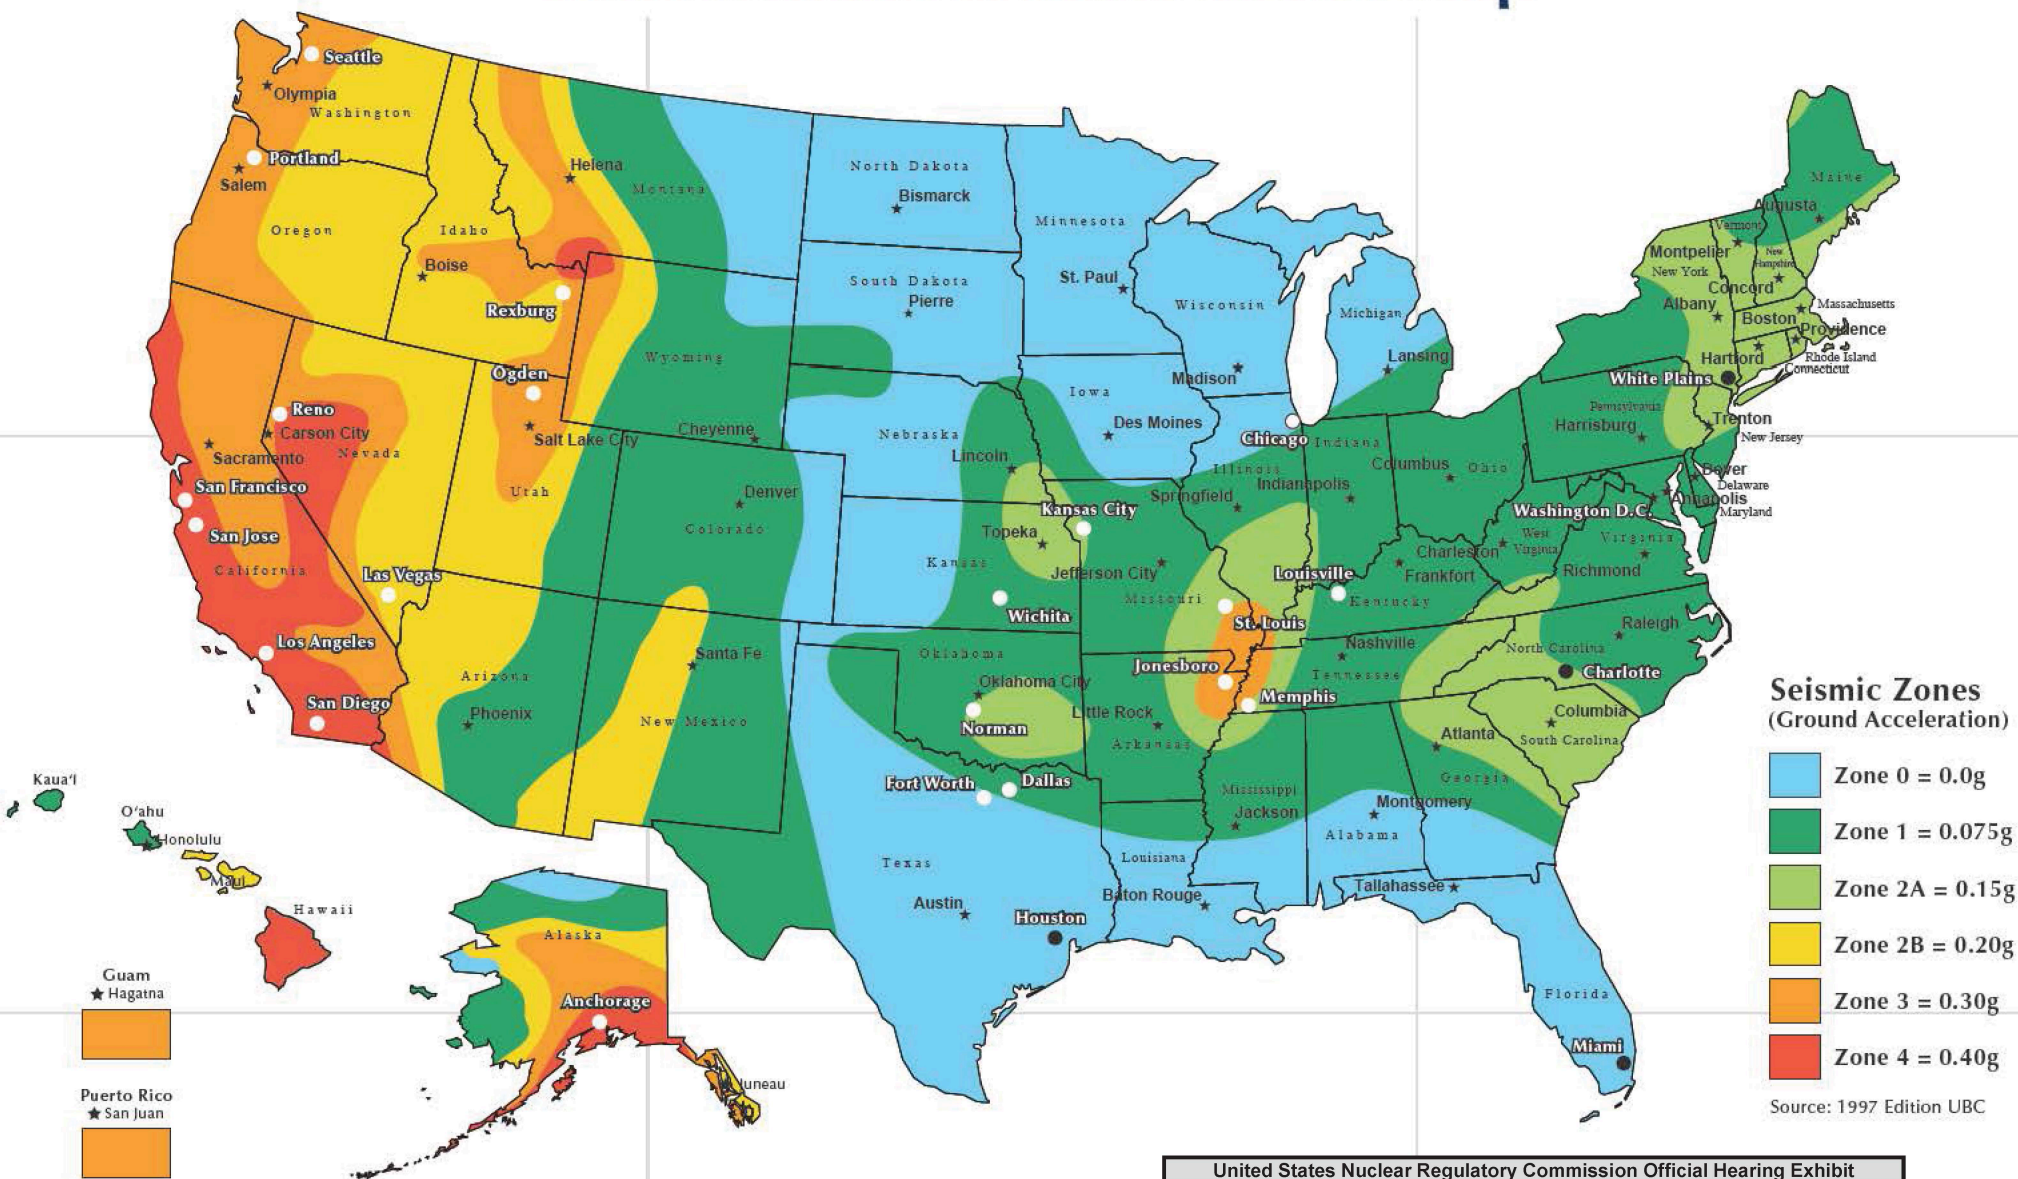 Seattle
Olympia
Washington
Portland
Salem
Oregon
Idaho
Boise
Rexburg
Helena
Montana
North Dakota
Bismarck
Minnesota
South Dakota
Pierre
St. Paul
Wisconsin
Michigan
Lansing
Madison
Wyoming
Ogden
Salt Lake City
Utah
Reno
Carson City
Nevada
Sacramento
San Francisco
San Jose
California
Las Vegas
Los Angeles
San Diego
Arizona
Phoenix
Cheyenne
Denver
Colorado
Santa Fe
New Mexico
Nebraska
Lincoln
Iowa
Des Moines
Chicago
Illinois
Springfield
Indiana
Indianapolis
Columbus
Ohio
Kansas City
Topeka
Kansas
Wichita
Jefferson City
Missouri
St. Louis
Louisville
Frankfort
Kentucky
Charleston
West
Virginia
Washington D.C.
Virginia
Richmond
Oklahoma
Oklahoma City
Norman
Jonesboro
Little Rock
Arkansas
Memphis
Nashville
Tennessee
Raleigh
North Carolina
Charlotte
Columbia
South Carolina
Atlanta
Georgia
Fort Worth
Dallas
Texas
Austin
Houston
Louisiana
Baton Rouge
Mississippi
Jackson
Montgomery
Alabama
Tallahassee
Florida
Miami
Maine
Augusta
Vermont
Montpelier
New
Hampshire
New York
Concord
Albany
Massachusetts
Boston
Providence
Hartford
Rhode Island
Connecticut
White Plains
Pennsylvania
Harrisburg
Trenton
New Jersey
Dover
Delaware
Annapolis
Maryland
Kaua'I
O'ahu
Honolulu
Maui
Hawaii
Alaska
Anchorage
Juneau
Guam
Hagatna
Puerto Rico
San Juan
Seismic Zones
(Ground Acceleration)
Zone 0 = 0.0g
Zone 1 = 0.075g
Zone 2A = 0.15g
Zone 2B = 0.20g
Zone 3 = 0.30g
Zone 4 = 0.40g
Source: 1997 Edition UBC
United States Nuclear Regulatory Commission Official Hearing Exhibit